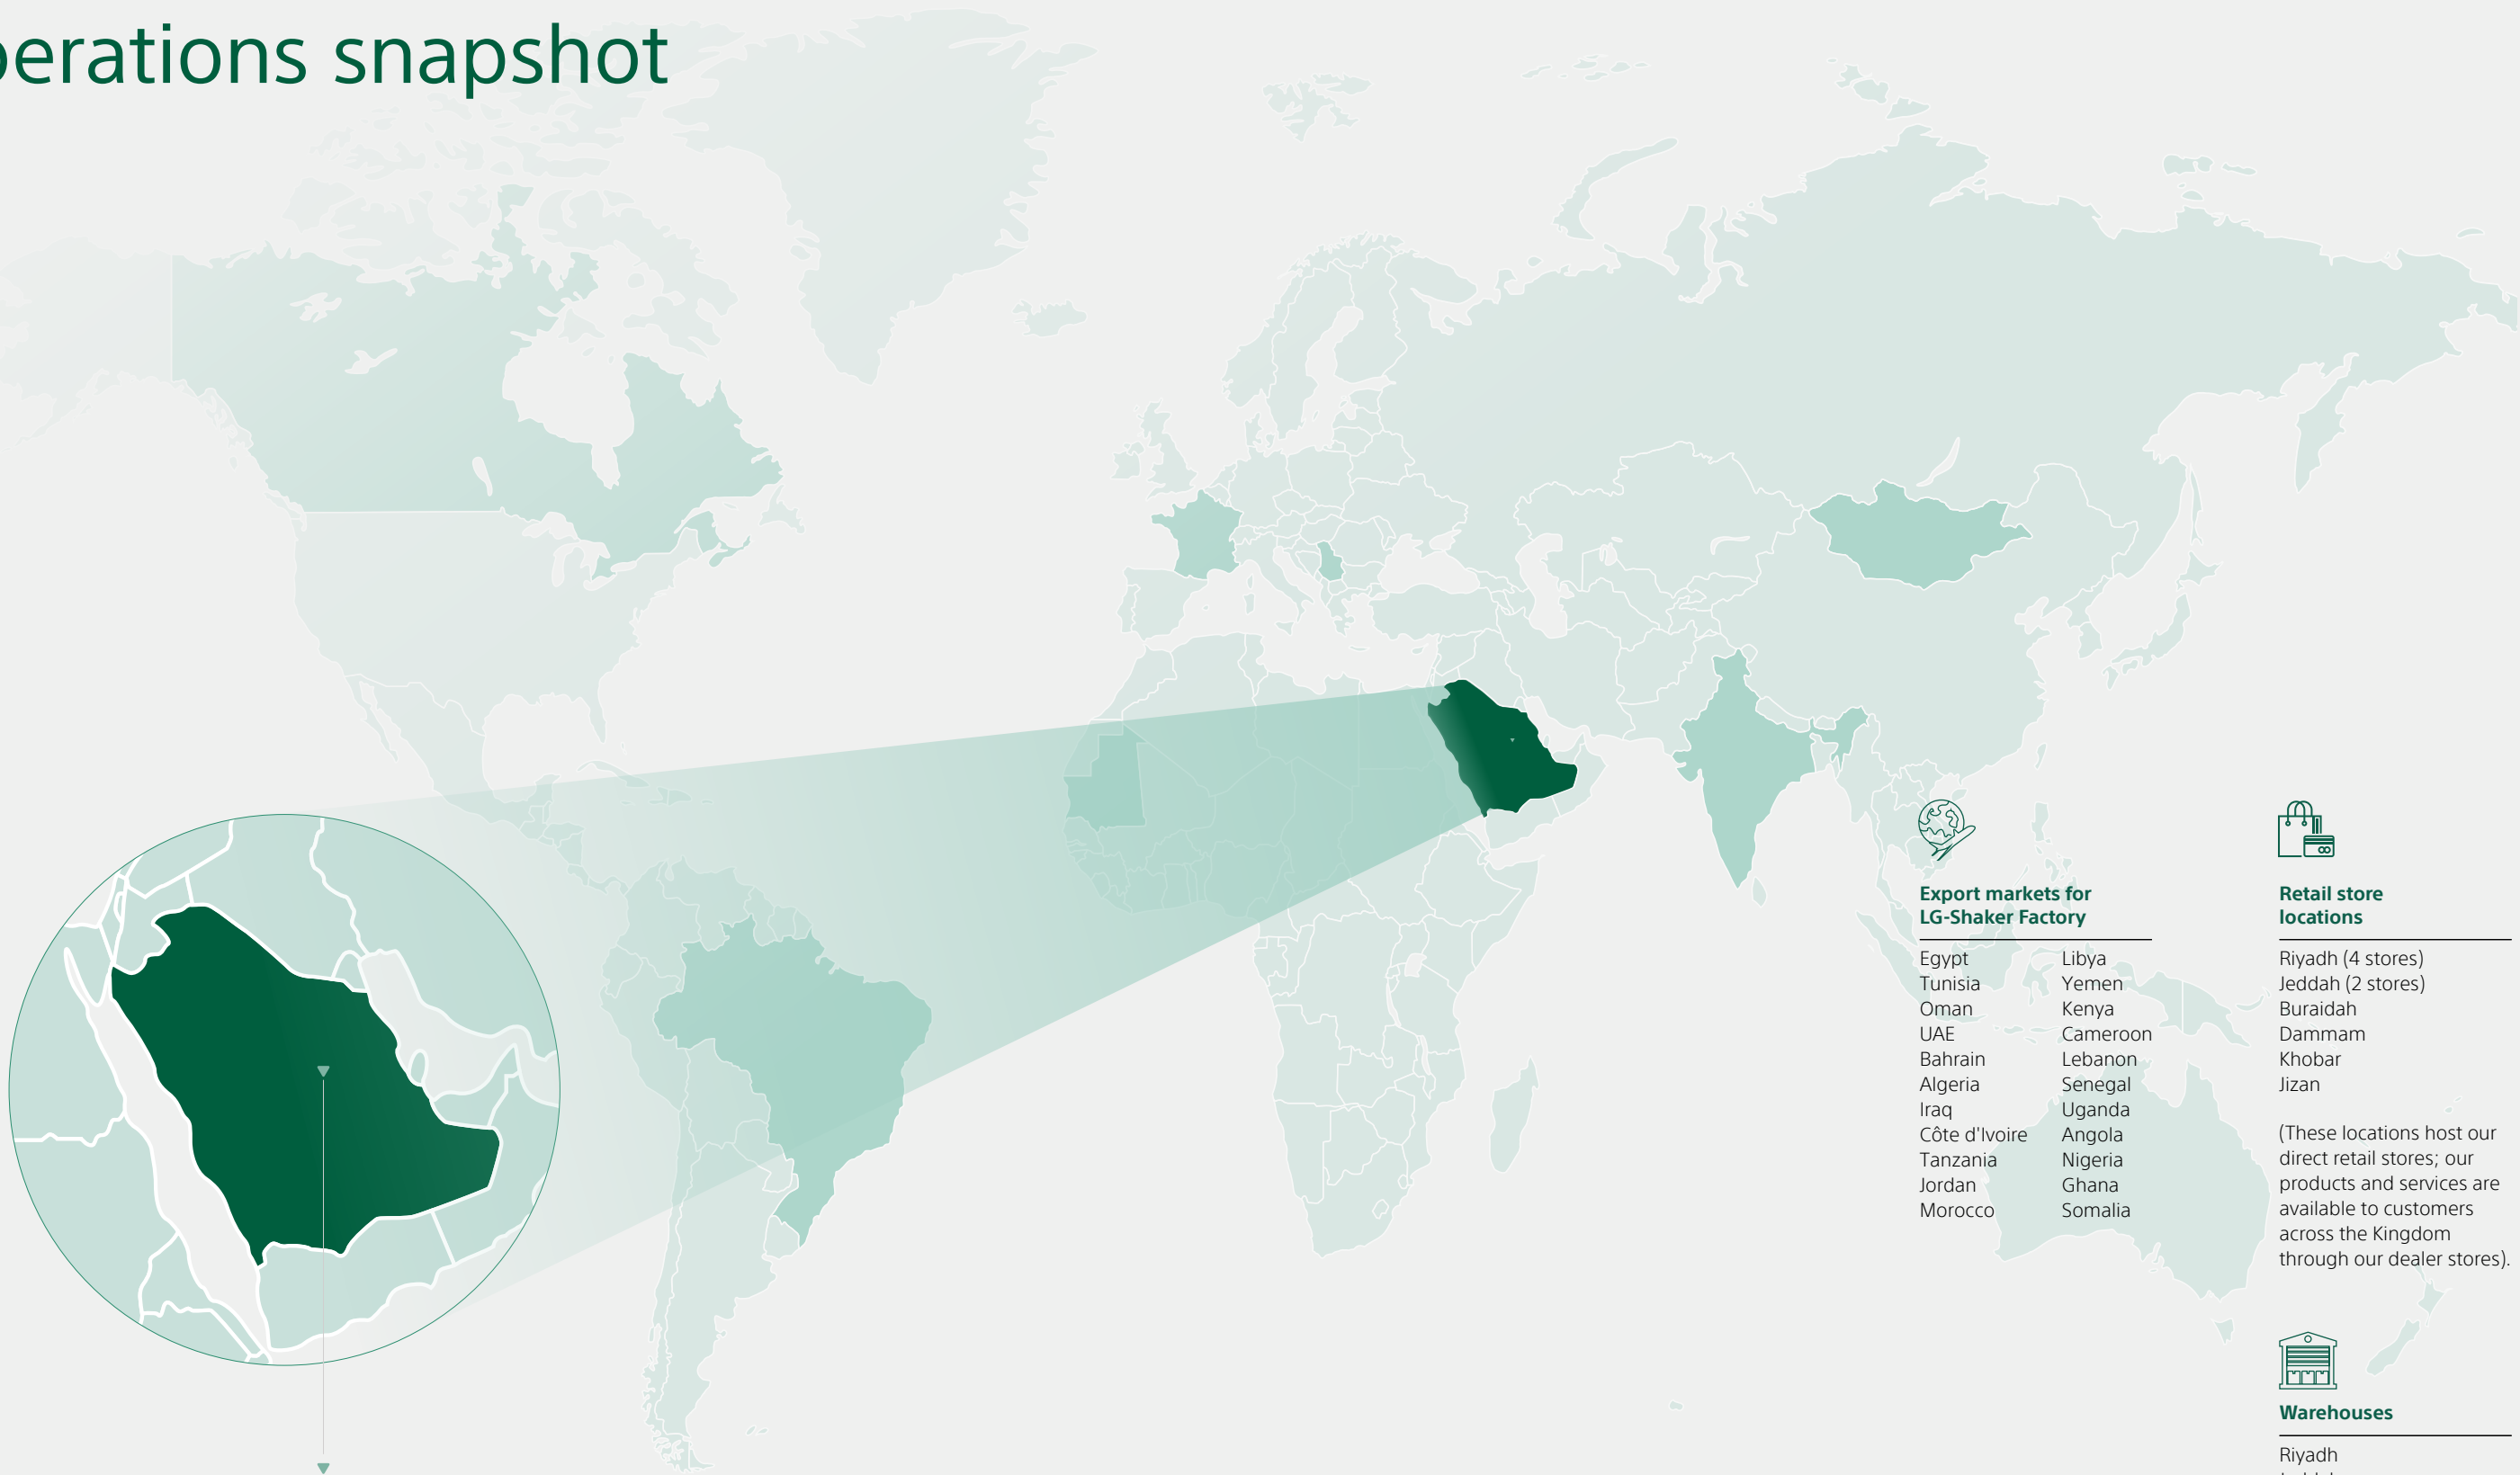 perations snapshot
Export markets for
LG-Shaker Factory
Egypt
Tunisia
Oman
UAE
Bahrain
Algeria
Iraq
Côte d'Ivoire
Tanzania
Jordan
Morocco
Libya
Yemen
Kenya
Cameroon
Lebanon
Senegal
Uganda
Angola
Nigeria
Ghana
Somalia
Retail store
locations
Riyadh (4 stores)
Jeddah (2 stores)
Buraidah
Dammam
Khobar
Jizan
(These locations host our
direct retail stores; our
products and services are
available to customers
across the Kingdom
through our dealer stores).
Warehouses
Riyadh